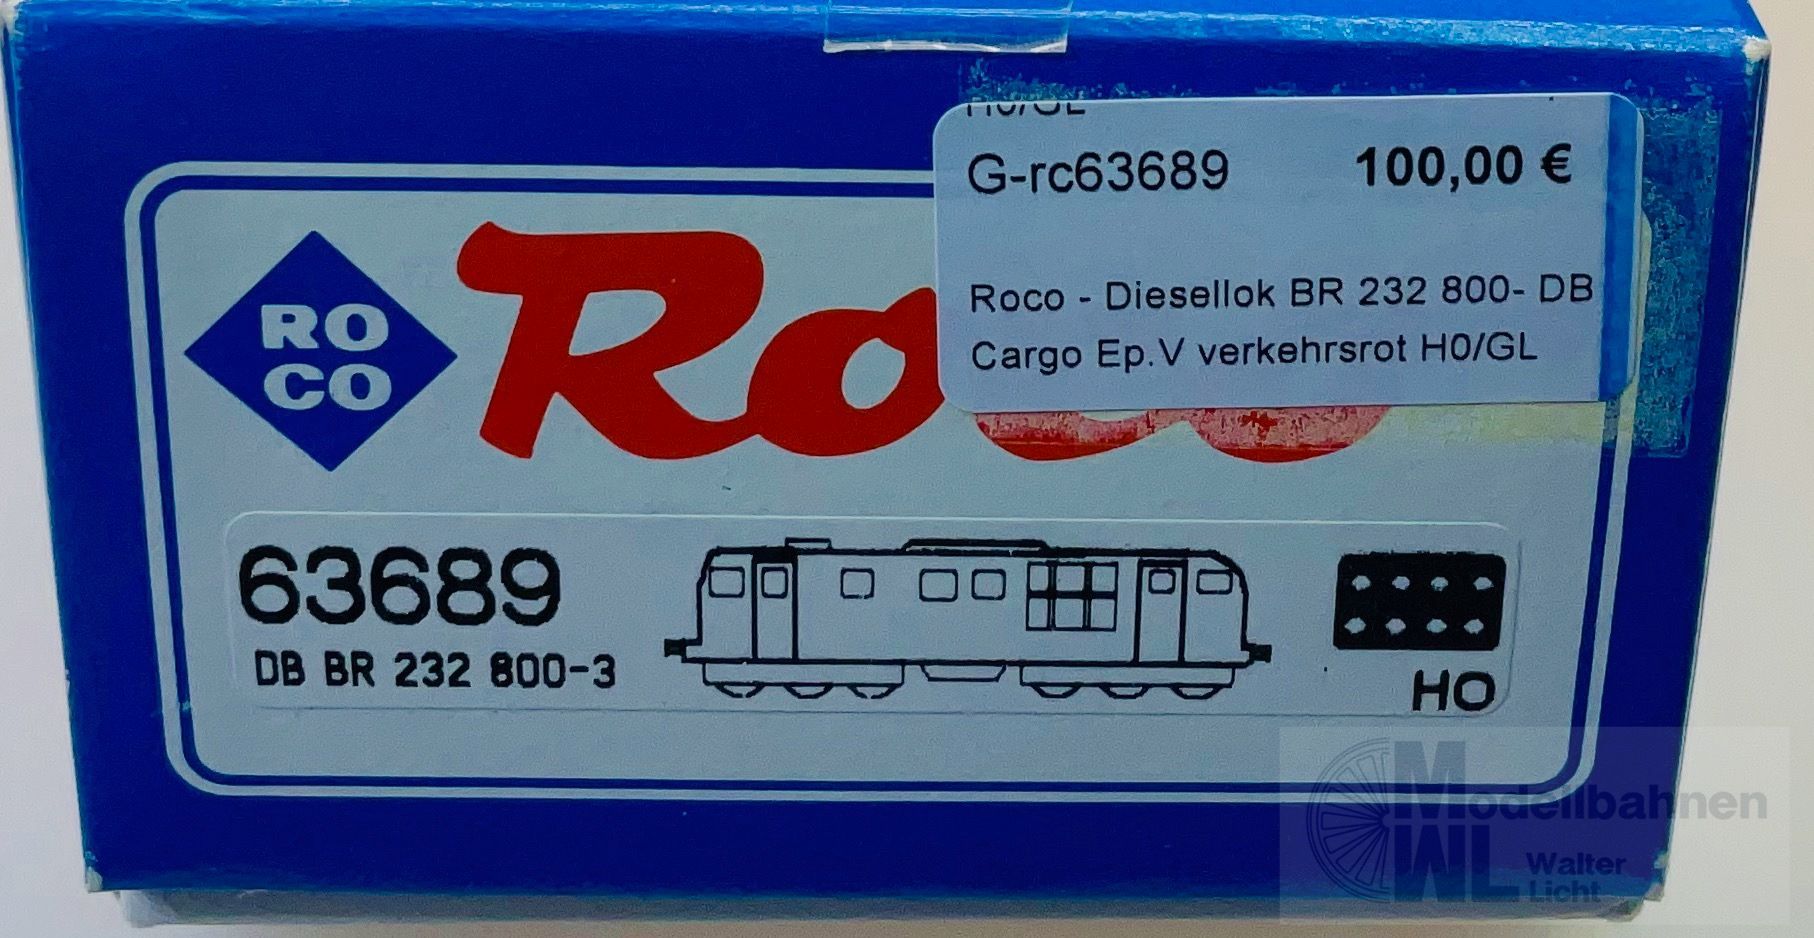 H0/GL
G-rc63689 100,00 €
Roco - Diesellok BR 232 800- DB
Cargo Ep.V verkehrsrot H0/GL
RO
CO
63689
DB BR 232 800-3
HO
Modellbahnen
WL Walter
Licht